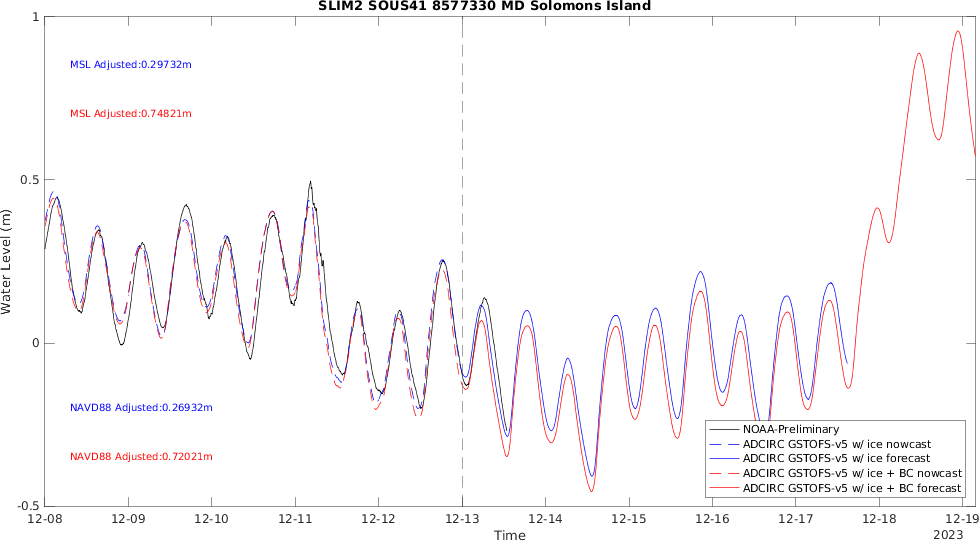 SLIM2 SOUS41 8577330 MD Solomons Island
1
MSL Adjusted:0.29732m
MSL Adjusted:0.74821m
0.5
Water Level (m)
0
NAVD88 Adjusted:0.26932m
NAVD88 Adjusted:0.72021m
NOAA-Preliminary
ADCIRC GSTOFS-v5 w/ ice nowcast
ADCIRC GSTOFS-v5 w/ ice forecast
ADCIRC GSTOFS-v5 w/ ice + BC nowcast
ADCIRC GSTOFS-v5 w/ ice + BC forecast
-0.5
12-08 12-09 12-10 12-11 12-12 12-13 12-14 12-15 12-16 12-17 12-18 12-19
Time 2023